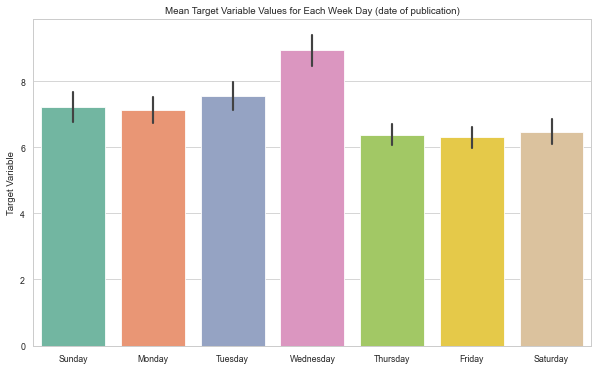 Mean Target Variable Values for Each Week Day (date of publication)
Target Variable
8
6
4
2
0
Sunday Monday Tuesday Wednesday Thursday Friday Saturday